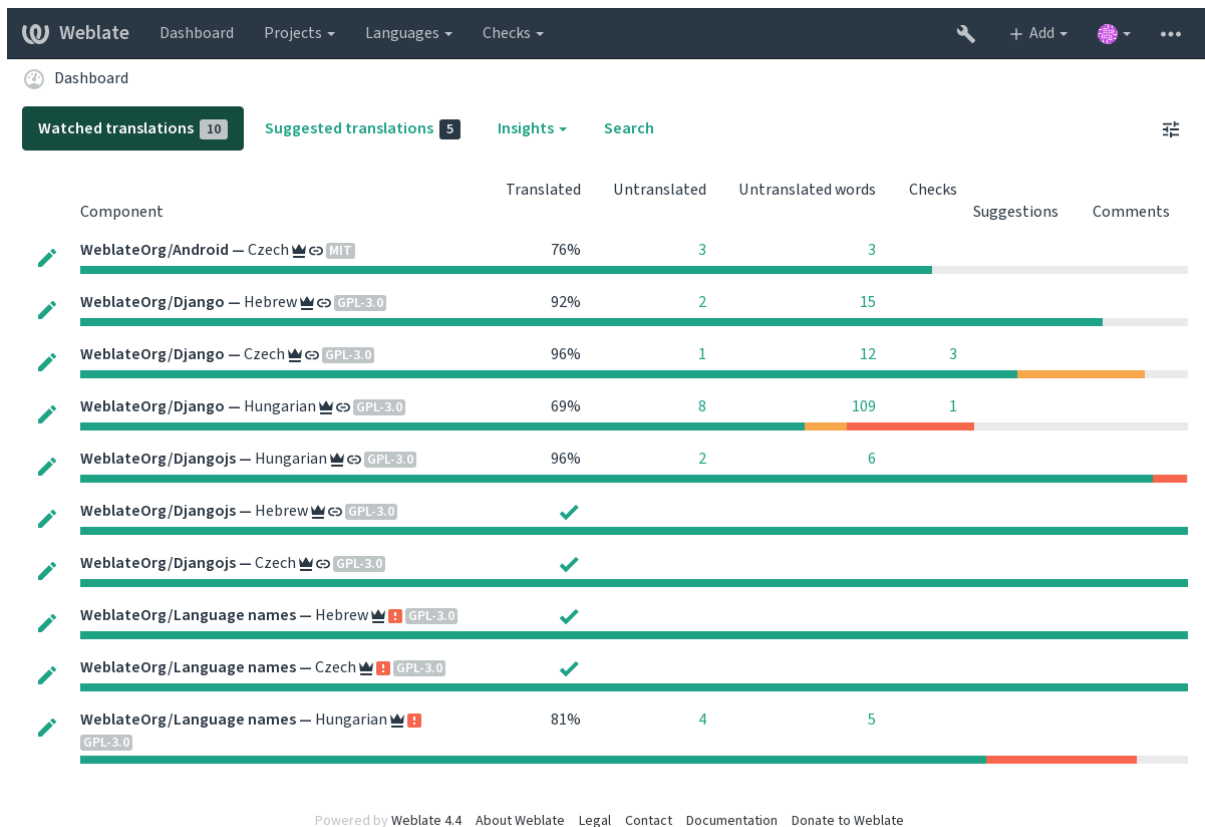 Weblate Dashboard Projects Languages Checks + Add
Dashboard
Watched translations 10 Suggested translations 5 Insights Search
Component Translated Untranslated Untranslated words Checks Suggestions Comments
WeblateOrg/Android — Czech MIT 76% 3 3
WeblateOrg/Django — Hebrew GPL-3.0 92% 2 15
WeblateOrg/Django — Czech GPL-3.0 96% 1 12 3
WeblateOrg/Django — Hungarian GPL-3.0 69% 8 109 1
WeblateOrg/Djangojs — Hungarian GPL-3.0 96% 2 6
WeblateOrg/Djangojs — Hebrew GPL-3.0
WeblateOrg/Djangojs — Czech GPL-3.0
WeblateOrg/Language names — Hebrew GPL-3.0
WeblateOrg/Language names — Czech GPL-3.0
WeblateOrg/Language names — Hungarian 81% 4 5
GPL-3.0
Powered by Weblate 4.4 About Weblate Legal Contact Documentation Donate to Weblate